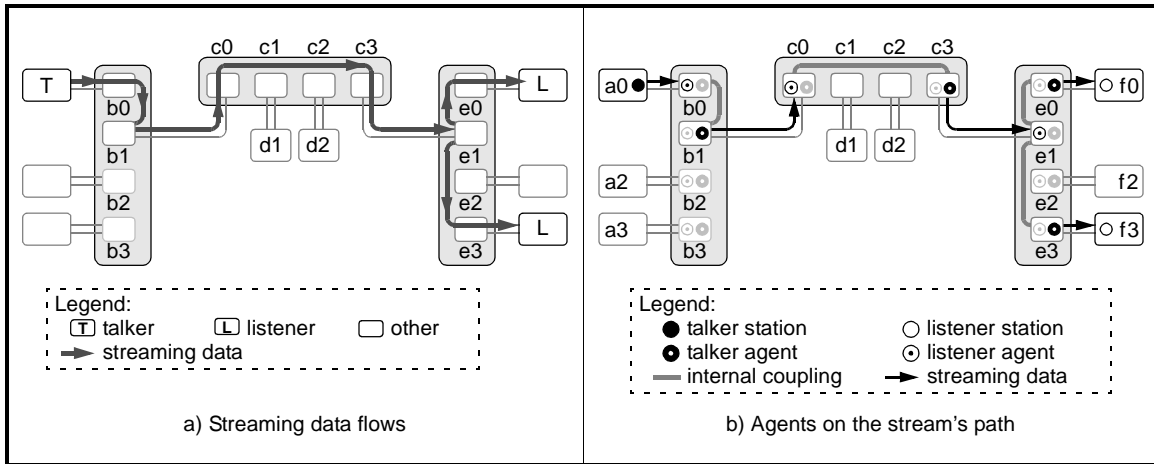 c0 c1 c2 c3
T
b0
b1
b2
b3
d1 d2
e0
e1
e2
e3
L
L
Legend:
T talker L listener other
streaming data
a) Streaming data flows
c0 c1 c2 c3
a0
a2
a3
b0
b1
b2
b3
d1 d2
e0
e1
e2
e3
f0
f2
f3
Legend:
talker station listener station
talker agent listener agent
internal coupling streaming data
b) Agents on the stream's path